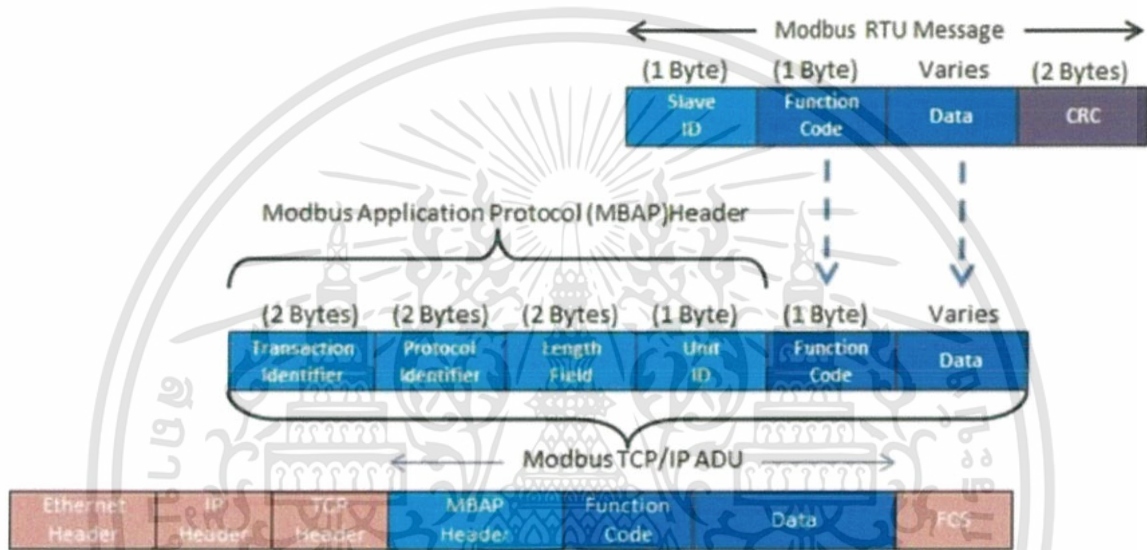 Modbus RTU Message
(1 Byte) (1 Byte) Varies (2 Bytes)
Slave ID Function Code Data CRC
Modbus Application Protocol (MBAP)Header
(2 Bytes) (2 Bytes) (2 Bytes) (1 Byte) (1 Byte) Varies
Transaction Identifier Protocol Identifier Length Field Unit ID Function Code Data
Modbus TCP/IP ADU
Ethernet Header IP Header TCP Header MBAP Header Function Code Data FCS